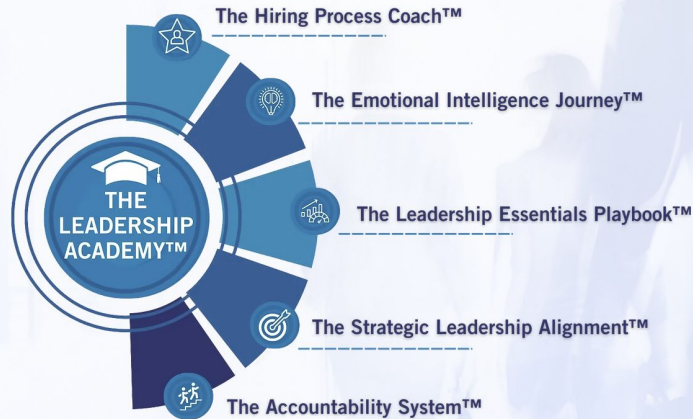 The Hiring Process Coach™
The Emotional Intelligence Journey™
THE
LEADERSHIP
ACADEMY™
The Leadership Essentials Playbook™
The Strategic Leadership Alignment™
The Accountability System™